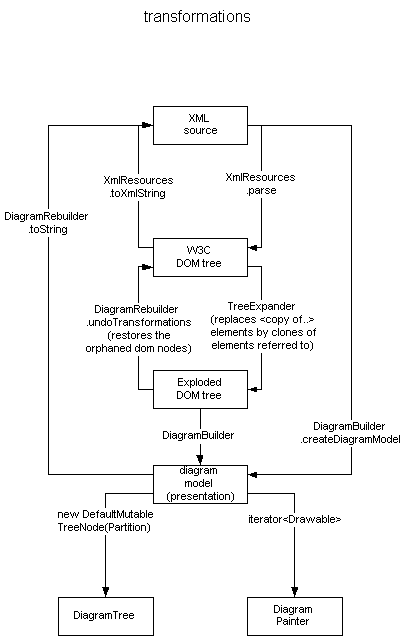 transformations
XML
source
XmlResources
.toXmlString
XmlResources
.parse
DiagramRebuilder
.toString
W3C
DOM tree
DiagramRebuilder
.undoTransformations
(restores the
orphaned dom nodes)
TreeExpander
(replaces <copy of..>
elements by clones of
elements referred to)
Exploded
DOM tree
DiagramBuilder
DiagramBuilder
.createDiagramModel
diagram
model
(presentation)
new DefaultMutable
TreeNode(Partition)
iterator<Drawable>
DiagramTree
Diagram
Painter